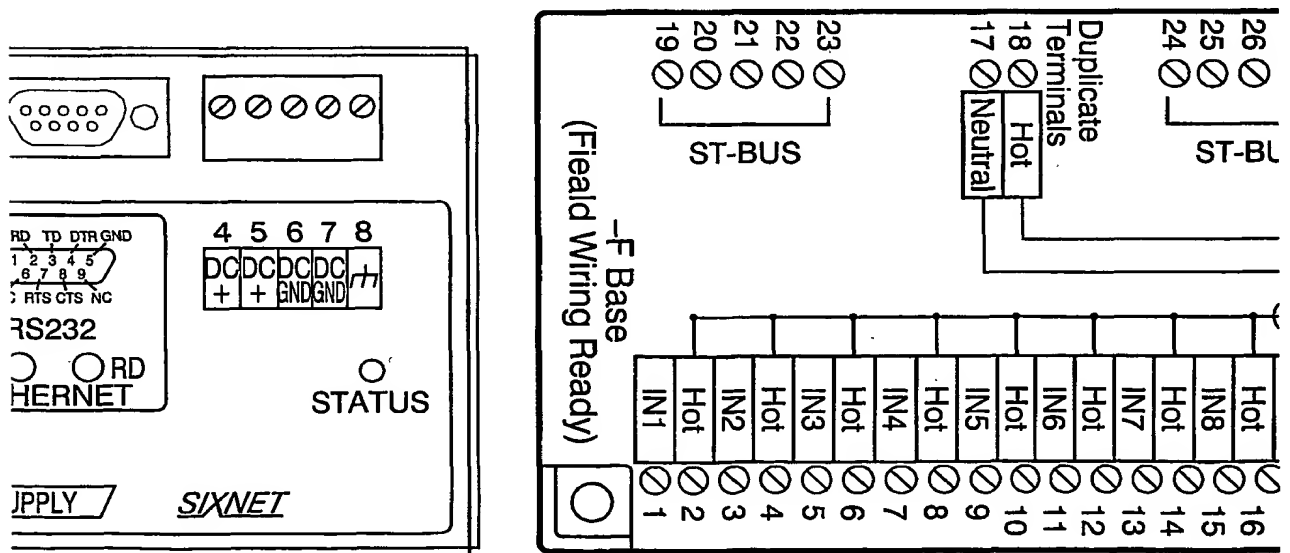 RD TD DTR GND
1 2 3 4 5
6 7 8 9
RTS CTS NC
RS232
RD
HERNET
4 5 6 7 8
DC DC DC DC
+ + GND GND
STATUS
UPPLY
SIXNET
19 20 21 22 23
ST-BUS
17 18
Neutral Hot
Duplicate
Terminals
24 25 26
ST-BU
-F Base
(Fieald Wiring Ready)
IN1 Hot IN2 Hot IN3 Hot IN4 Hot IN5 Hot IN6 Hot IN7 Hot IN8 Hot
1 2 3 4 5 6 7 8 9 10 11 12 13 14 15 16